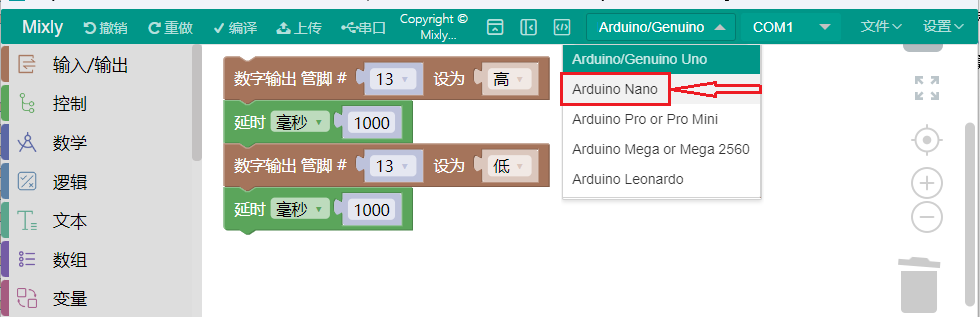 Mixly 撤销 重做 编译 上传 串口 Copyright © Mixly... Arduino/Genuino COM1 文件 设置
输入/输出
控制
数学
逻辑
文本
数组
变量
数字输出 管脚 # 13 设为 高
延时 毫秒 1000
数字输出 管脚 # 13 设为 低
延时 毫秒 1000
Arduino/Genuino Uno
Arduino Nano
Arduino Pro or Pro Mini
Arduino Mega or Mega 2560
Arduino Leonardo